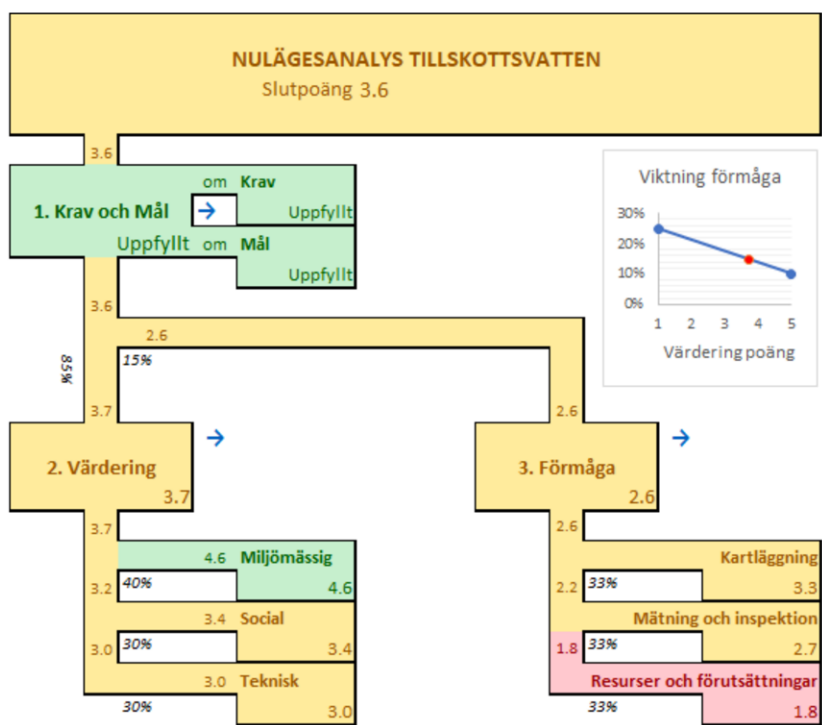 NULÄGESANALYS TILLSKOTTSVATTEN
Slutpoäng 3.6
3.6
om Krav
1. Krav och Mål → Uppfyllt
Uppfyllt om Mål
Uppfyllt
3.6
2.6
85%
15%
3.7
2.6
Viktning förmåga
30%
20%
10%
0%
1 2 3 4 5
Värdering poäng
→
2. Värdering
3.7
→
3. Förmåga
2.6
3.7
4.6 Miljömässig
3.2 40% 4.6
3.4 Social
3.0 30% 3.4
3.0 Teknisk
30% 3.0
2.6
Kartläggning
2.2 33% 3.3
Mätning och inspektion
1.8 33% 2.7
Resurser och förutsättningar
33% 1.8